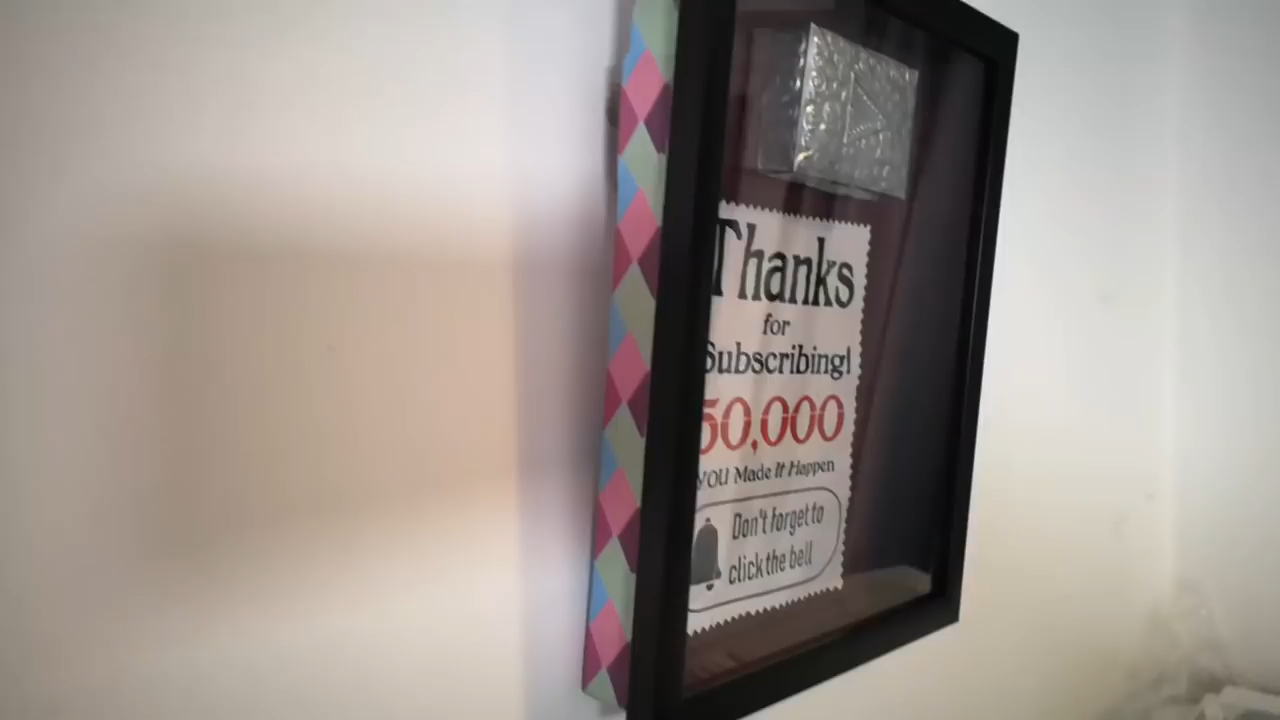 Thanks
for
Subscribing!
50,000
YOU Made It Happen
Don't forget to
click the bell